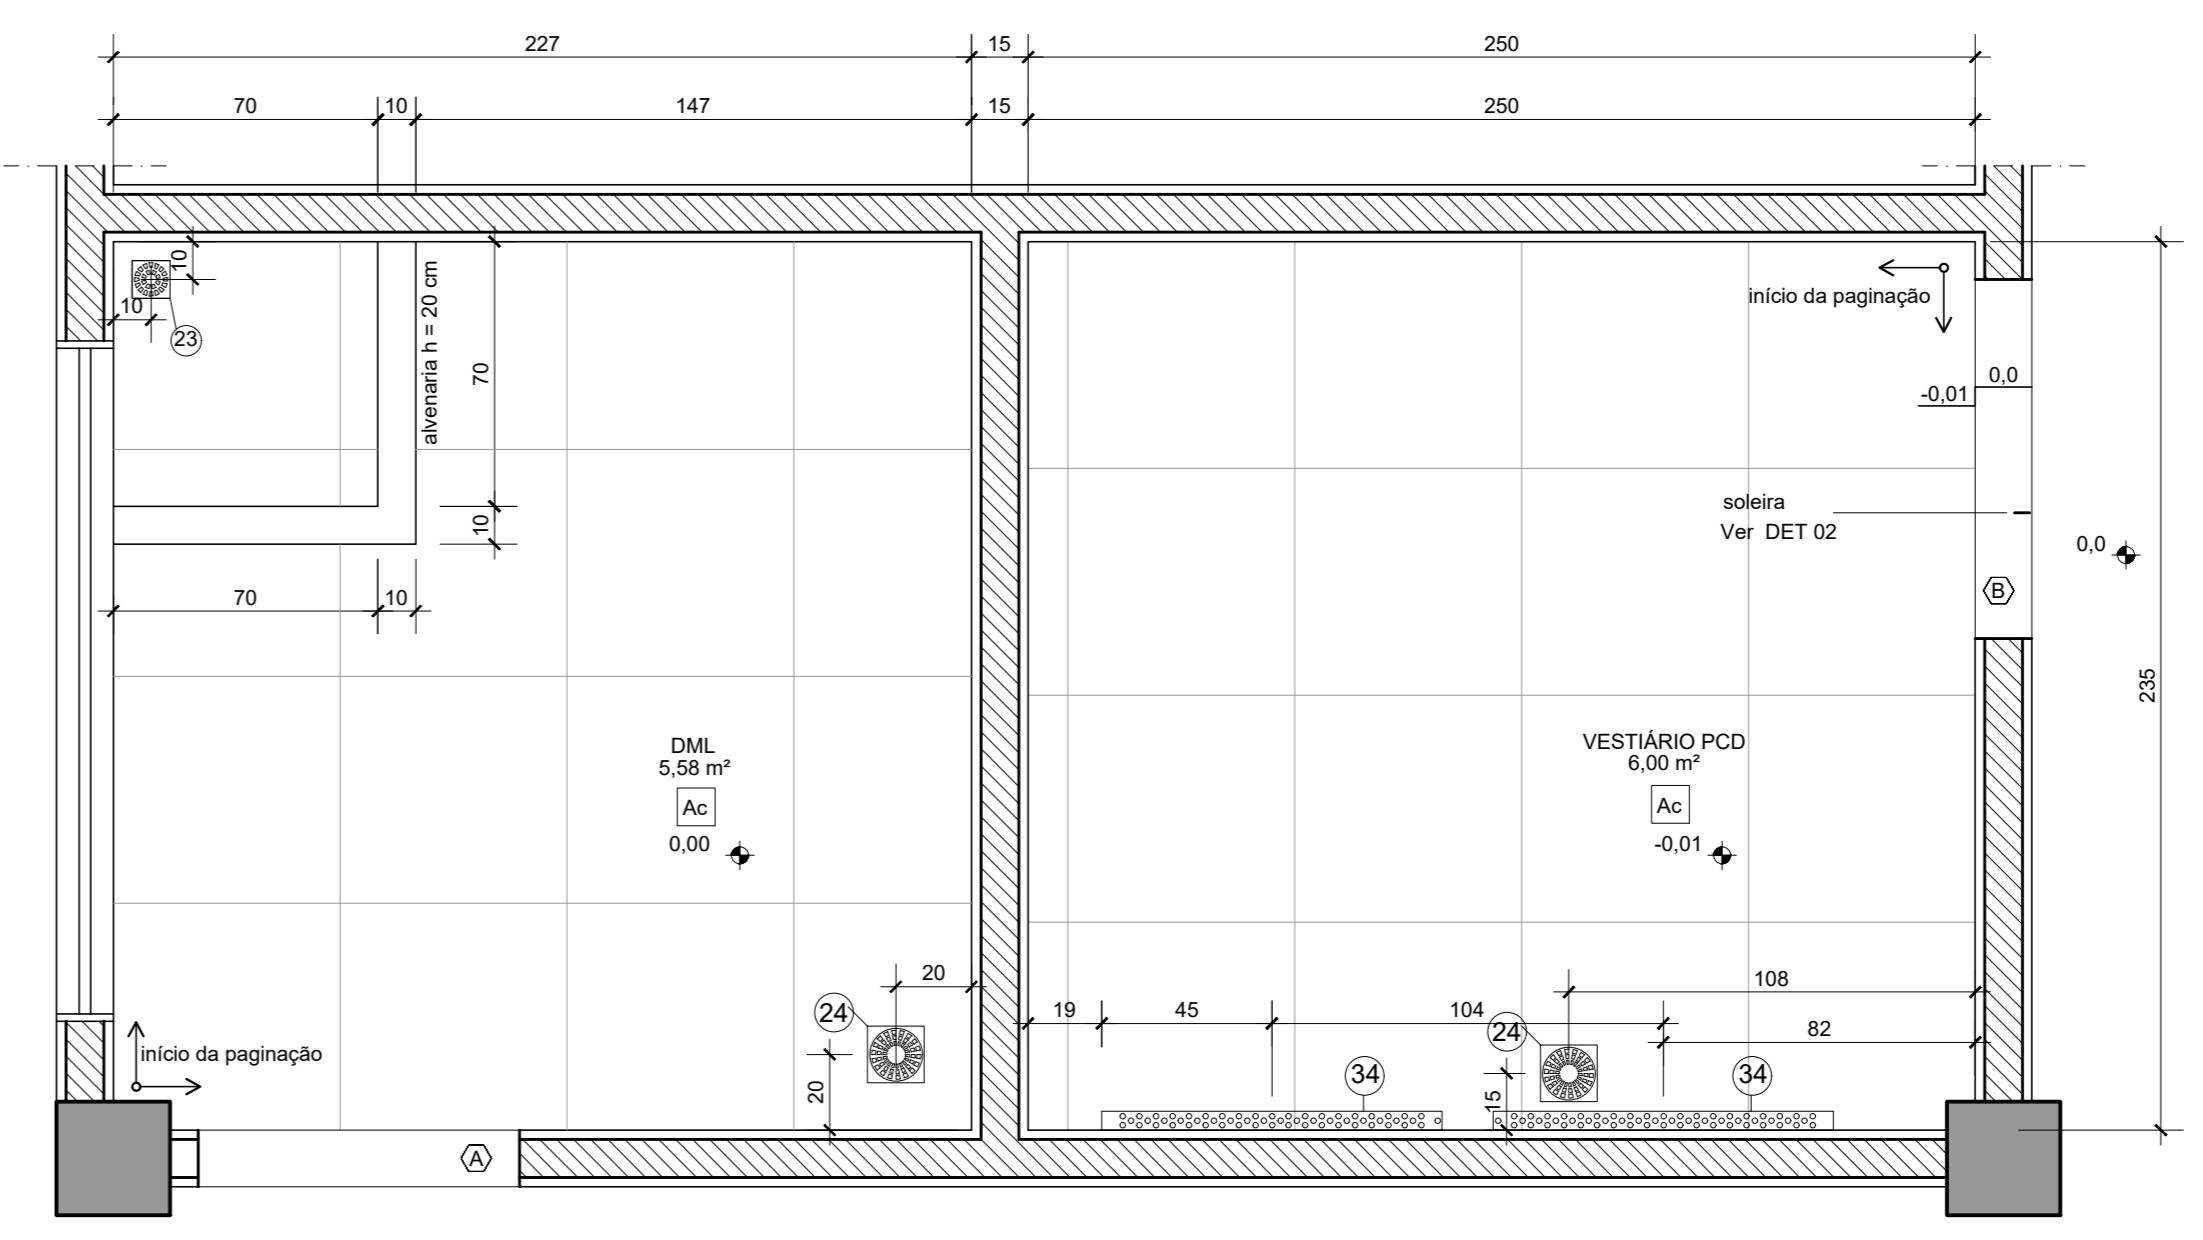 227
15
250
70
10
147
15
250
10
10
23
alvenaria h = 20 cm
70
10
70
10
início da paginação
0,0
-0,01
soleira
Ver DET 02
0,0
B
235
DML
5,58 m²
Ac
0,00
VESTIÁRIO PCD
6,00 m²
Ac
-0,01
20
24
20
início da paginação
A
19
45
104
108
24
82
15
34
34